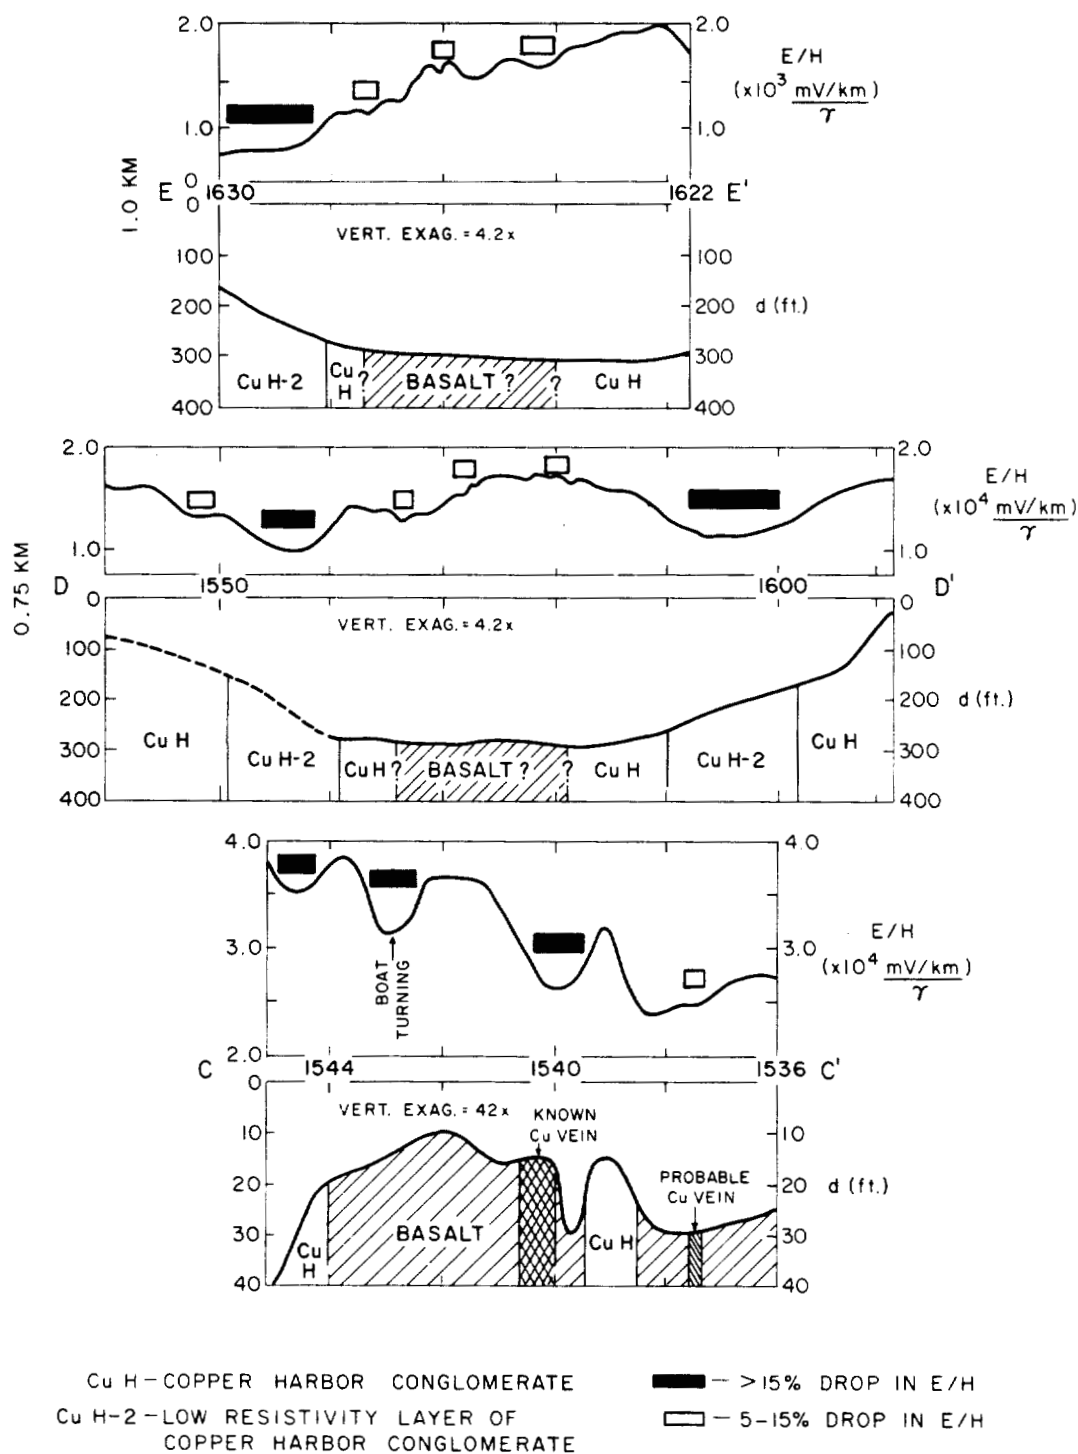 2.0
2.0
E/H
(x10³ mV/km)
γ
1.0
1.0
0
1.0 KM
E 1630
1622 E'
0
VERT. EXAG. = 4.2x
100
100
200
200 d (ft.)
300
300
Cu H-2
Cu H ?
BASALT ?
?
Cu H
400
400
2.0
2.0
E/H
(x10⁴ mV/km)
γ
1.0
1.0
0.75 KM
D
1550
1600
D'
0
0
VERT. EXAG. = 4.2x
100
100
200
200 d (ft.)
300
300
Cu H
Cu H-2
Cu H ?
BASALT ?
?
Cu H
Cu H-2
Cu H
400
400
4.0
4.0
E/H
(x10⁴ mV/km)
γ
3.0
3.0
BOAT
TURNING
2.0
C
1544
1540
1536
C'
0
VERT. EXAG. = 42x
KNOWN
Cu VEIN
10
10
PROBABLE
Cu VEIN
20
20 d (ft.)
30
30
Cu
H
BASALT
Cu H
40
40
Cu H – COPPER HARBOR CONGLOMERATE
– >15% DROP IN E/H
Cu H-2 – LOW RESISTIVITY LAYER OF
COPPER HARBOR CONGLOMERATE
– 5-15% DROP IN E/H